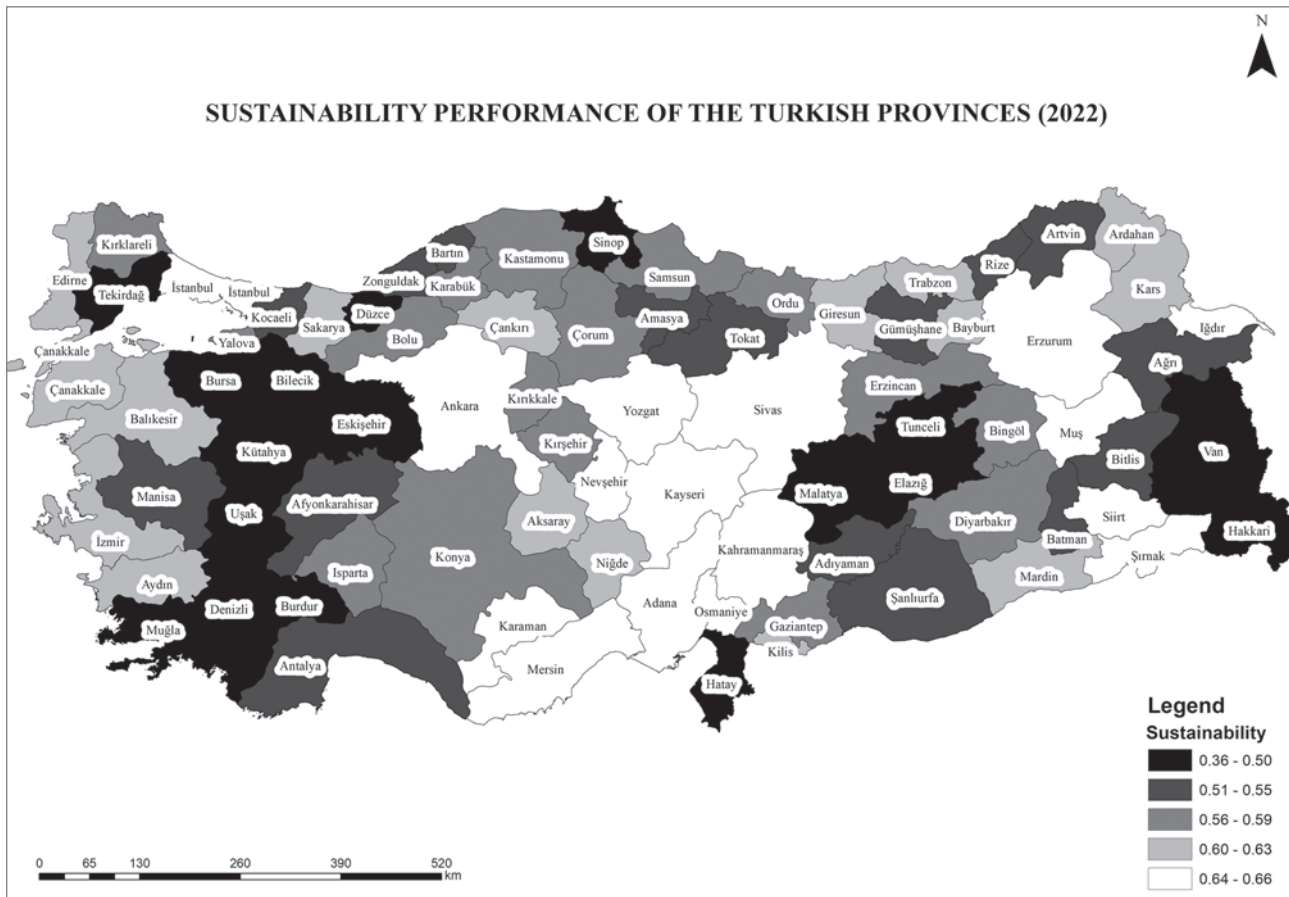 N
SUSTAINABILITY PERFORMANCE OF THE TURKISH PROVINCES (2022)
Kırklareli
Edirne
Tekirdağ
İstanbul
İstanbul
Kocaeli
Yalova
Sakarya
Düzce
Bolu
Zonguldak
Bartın
Karabük
Kastamonu
Sinop
Çankırı
Çorum
Samsun
Amasya
Tokat
Ordu
Giresun
Gümüşhane
Trabzon
Bayburt
Rize
Artvin
Ardahan
Kars
Iğdır
Erzurum
Ağrı
Çanakkale
Çanakkale
Balıkesir
Bursa
Bilecik
Eskişehir
Kütahya
Ankara
Kırıkkale
Kırşehir
Yozgat
Sivas
Erzincan
Tunceli
Bingöl
Muş
Bitlis
Van
Manisa
Uşak
Afyonkarahisar
Nevşehir
Kayseri
Malatya
Elazığ
Diyarbakır
Batman
Siirt
Hakkari
Şırnak
İzmir
Aydın
Isparta
Konya
Aksaray
Niğde
Kahramanmaraş
Adıyaman
Şanlıurfa
Mardin
Muğla
Denizli
Burdur
Antalya
Karaman
Mersin
Adana
Osmaniye
Gaziantep
Kilis
Hatay
Legend
Sustainability
0.36 - 0.50
0.51 - 0.55
0.56 - 0.59
0.60 - 0.63
0.64 - 0.66
0 65 130 260 390 520
km